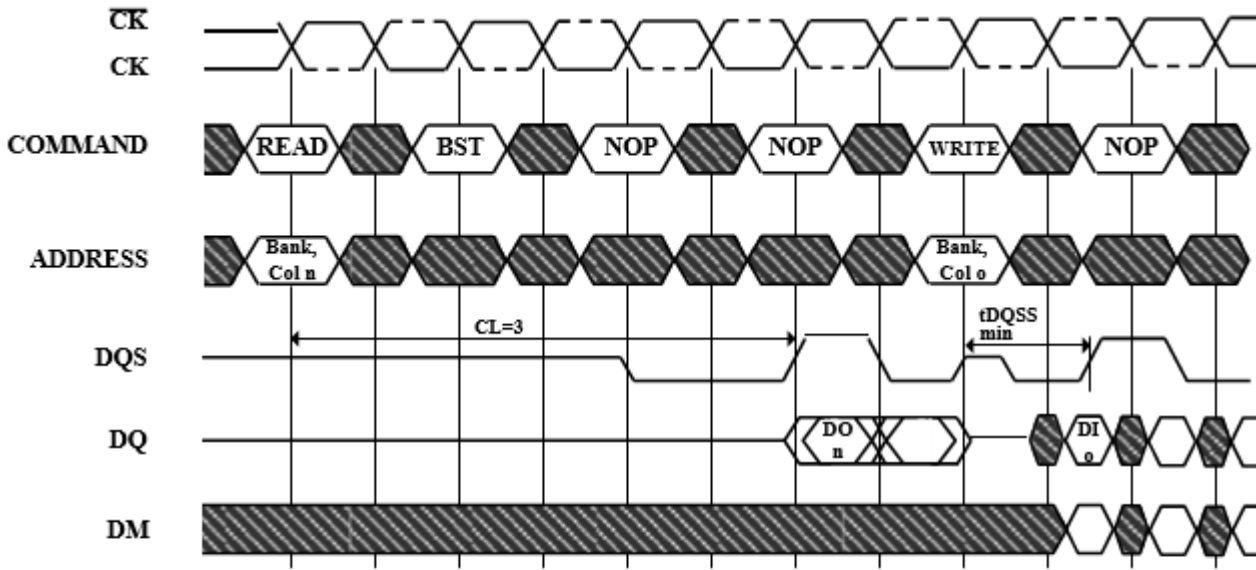 CK
CK
COMMAND READ BST NOP NOP WRITE NOP
ADDRESS Bank, Col n Bank, Col o
CL=3
tDQSS
min
DQS
DQ DO n DI o
DM